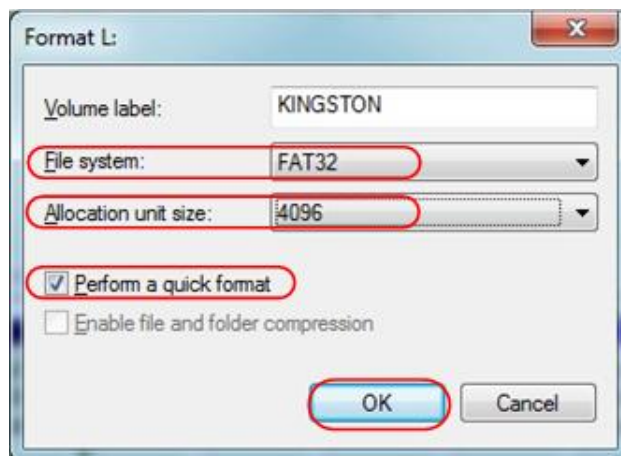 Format L:
Volume label: KINGSTON
File system: FAT32
Allocation unit size: 4096
Perform a quick format
Enable file and folder compression
OK Cancel